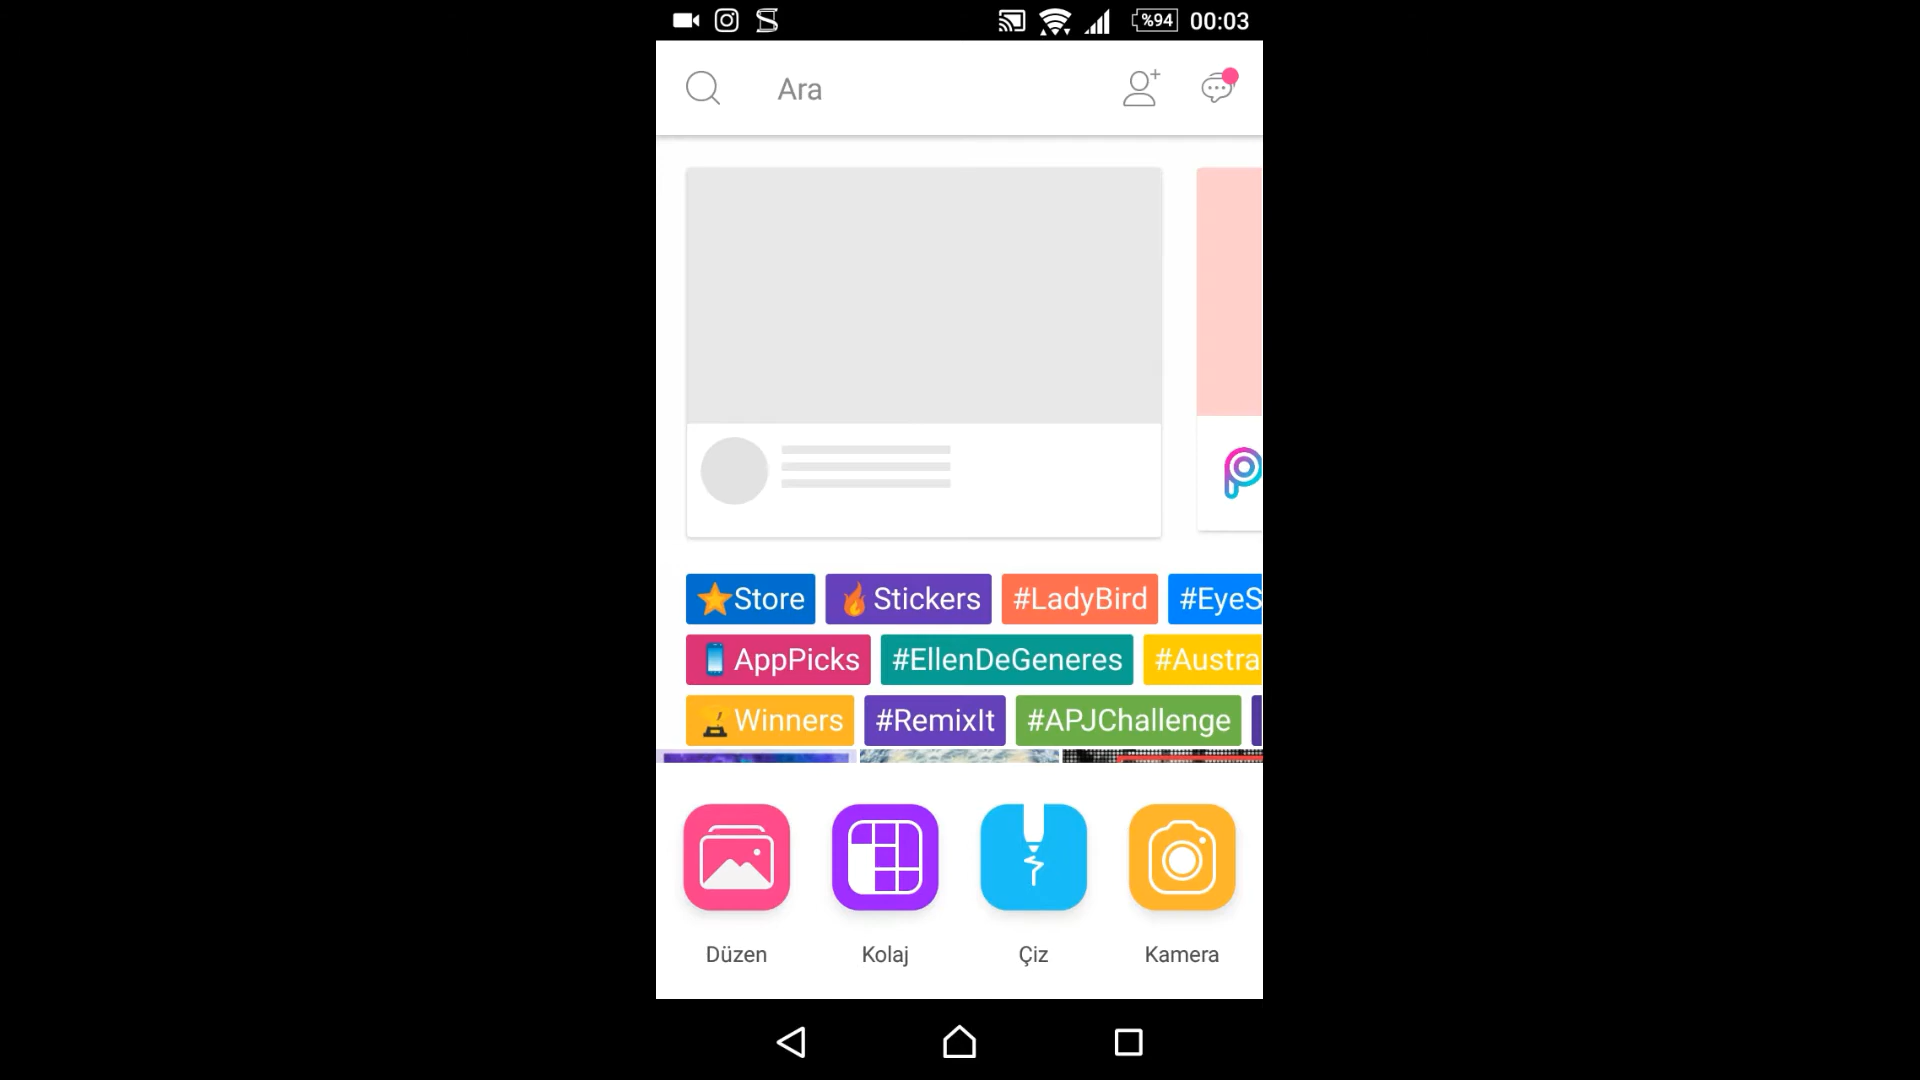 %94 00:03
Ara
Store Stickers #LadyBird #EyeS
AppPicks #EllenDeGeneres #Austra
Winners #RemixIt #APJChallenge
Düzen Kolaj Çiz Kamera